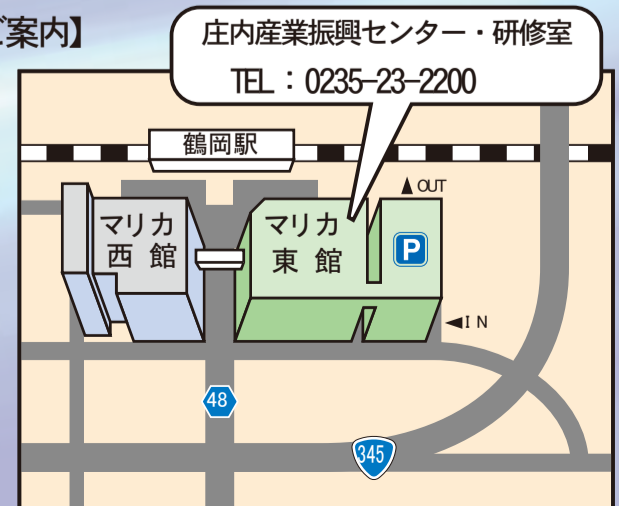 ご案内】
庄内産業振興センター・研修室
TEL：0235-23-2200
鶴岡駅
▲OUT
マリカ
西館
マリカ
東館
P
◀IN
48
345